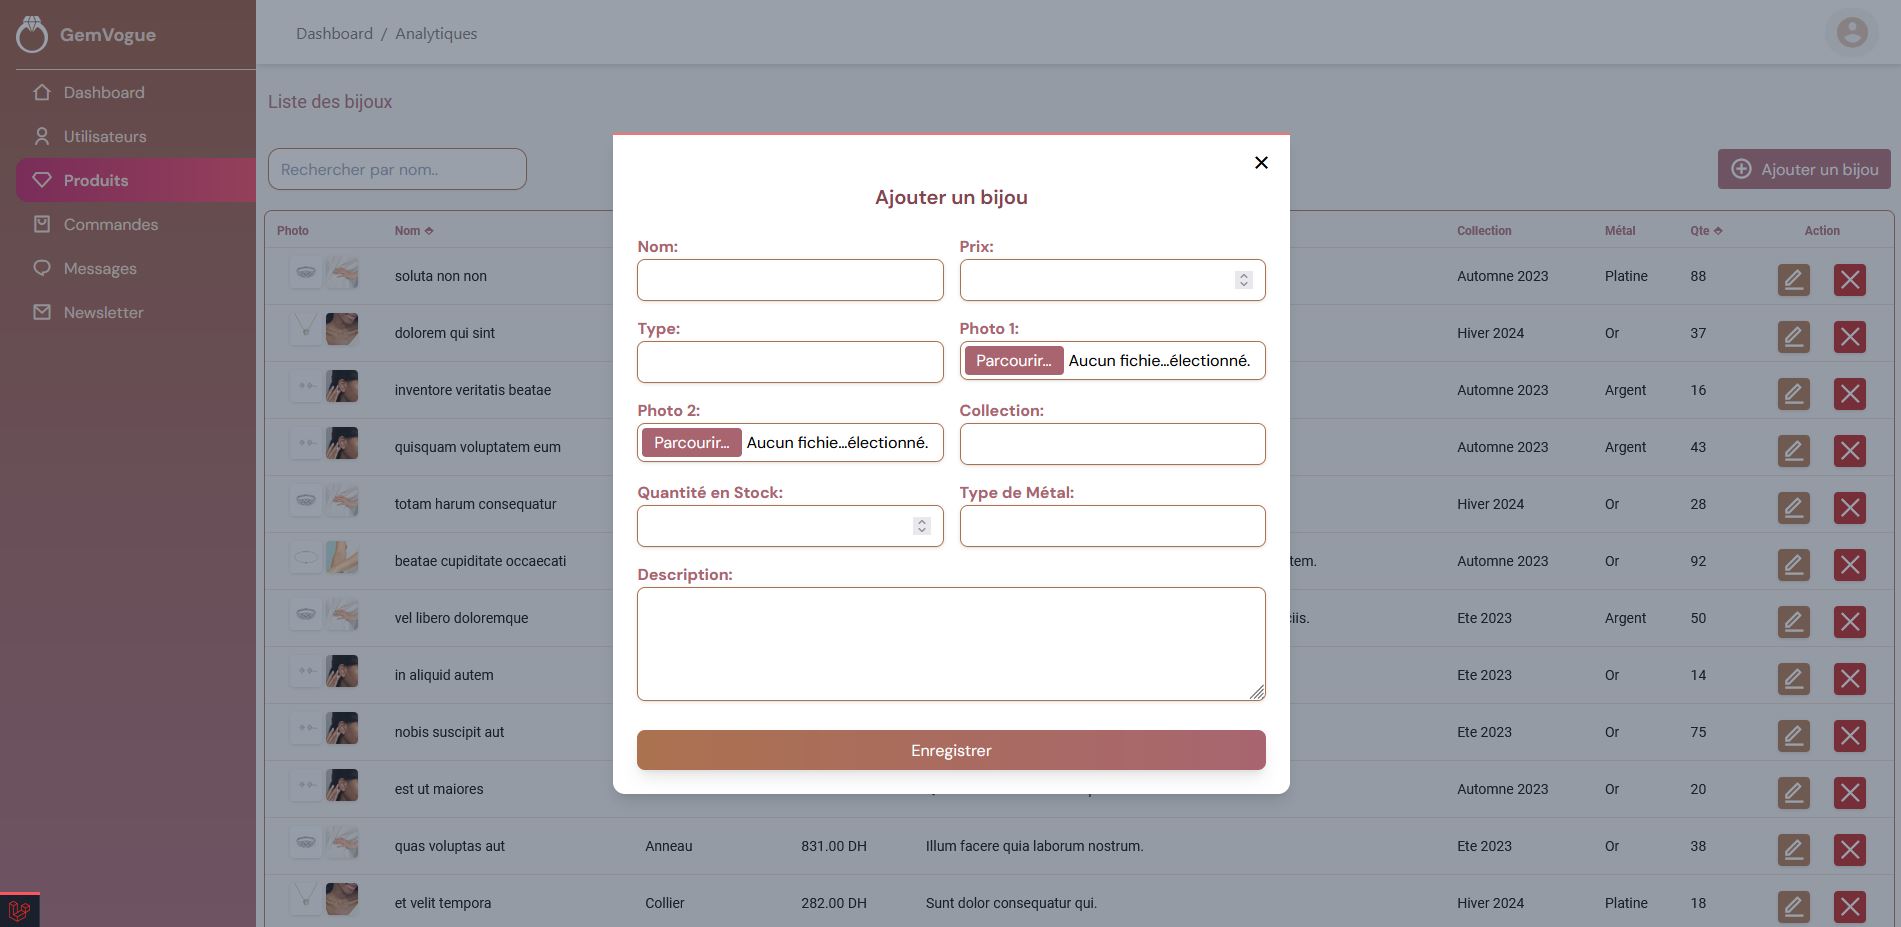 GemVogue
Dashboard / Analytiques
Dashboard
Utilisateurs
Produits
Commandes
Messages
Newsletter
Liste des bijoux
Rechercher par nom..
Ajouter un bijou
Photo Nom Collection Métal Qte Action
soluta non non Automne 2023 Platine 88
dolorem qui sint Hiver 2024 Or 37
inventore veritatis beatae Automne 2023 Argent 16
quisquam voluptatem eum Automne 2023 Argent 43
totam harum consequatur Hiver 2024 Or 28
beatae cupiditate occaecati tem. Automne 2023 Or 92
vel libero doloremque Ete 2023 Argent 50
in aliquid autem Ete 2023 Or 14
nobis suscipit aut Ete 2023 Or 75
est ut maiores Automne 2023 Or 20
quas voluptas aut Anneau 831.00 DH Illum facere quia laborum nostrum. Ete 2023 Or 38
et velit tempora Collier 282.00 DH Sunt dolor consequatur qui. Hiver 2024 Platine 18
Ajouter un bijou
Nom: Prix:
Type: Photo 1:
Parcourir... Aucun fichie...électionné.
Photo 2: Collection:
Parcourir... Aucun fichie...électionné.
Quantité en Stock: Type de Métal:
Description:
Enregistrer